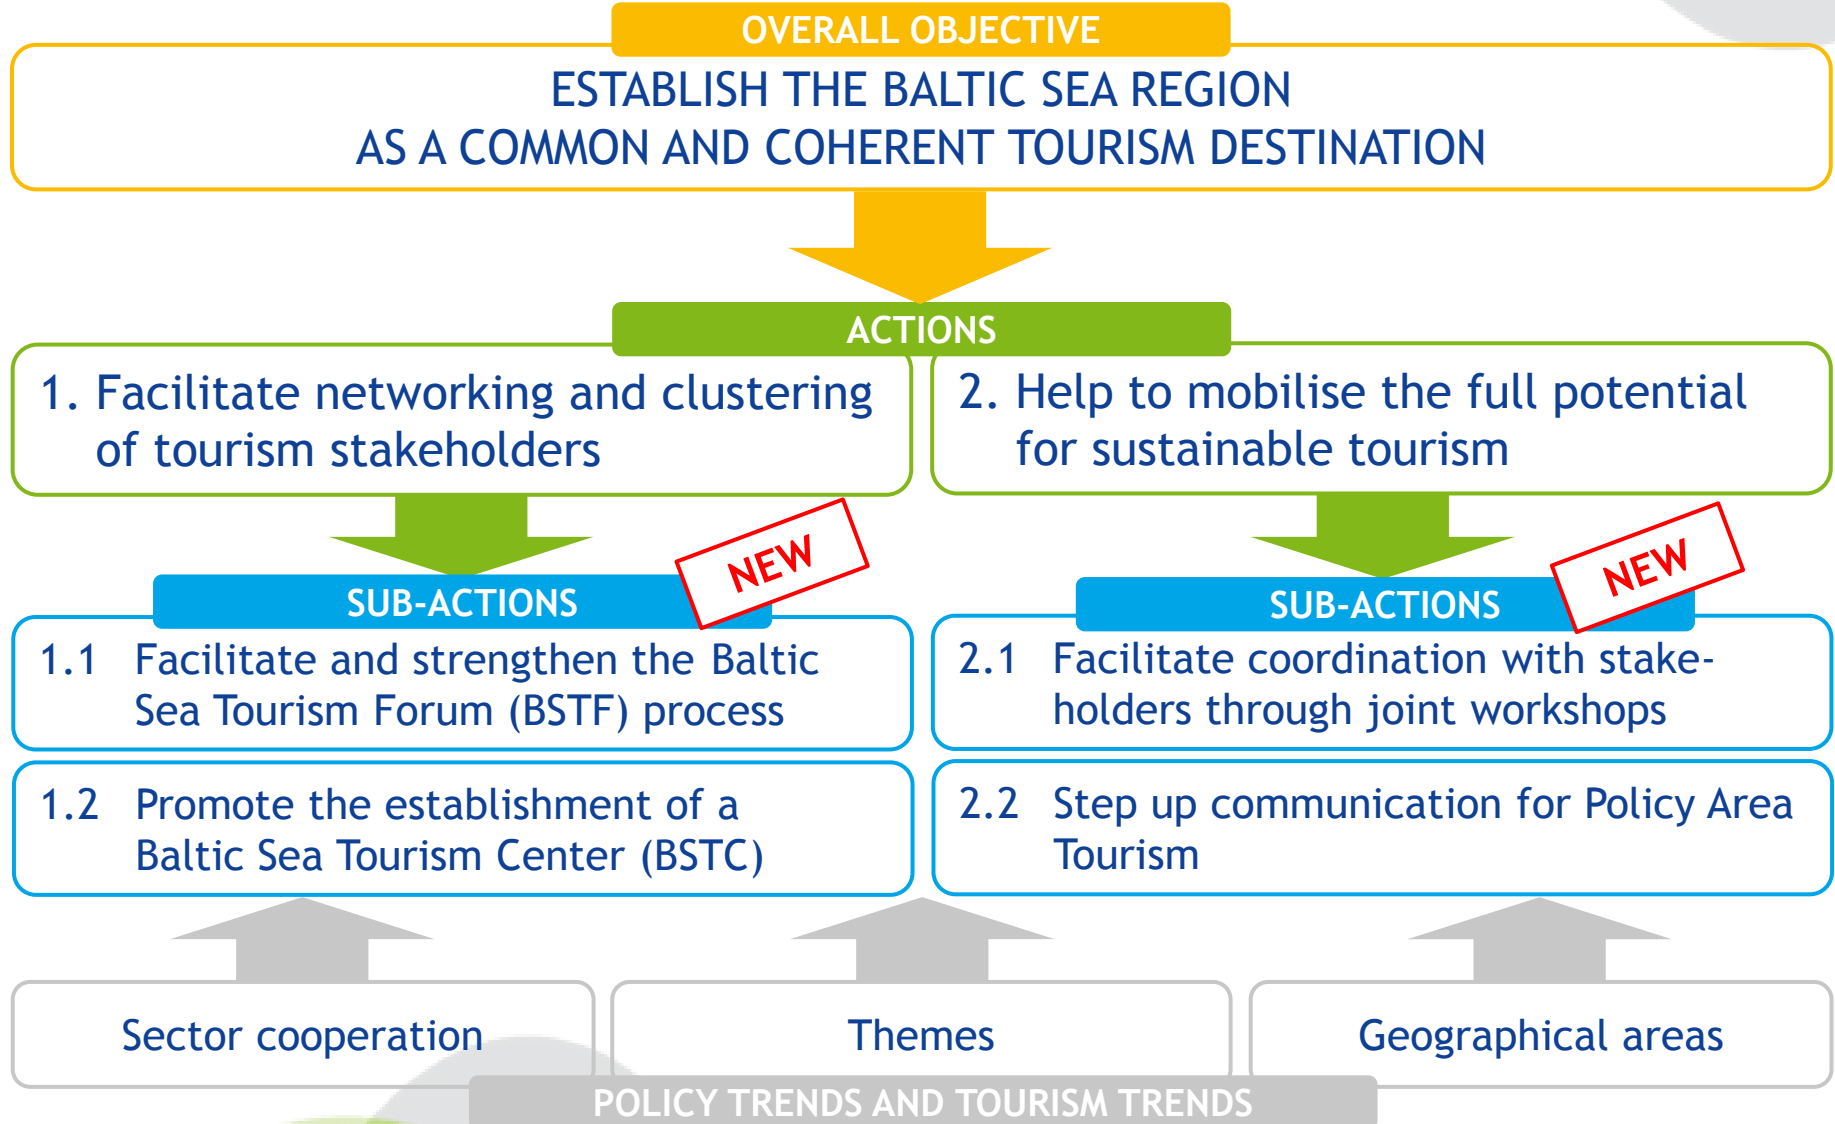 OVERALL OBJECTIVE
ESTABLISH THE BALTIC SEA REGION
AS A COMMON AND COHERENT TOURISM DESTINATION
ACTIONS
1. Facilitate networking and clustering
of tourism stakeholders
2. Help to mobilise the full potential
for sustainable tourism
NEW
SUB-ACTIONS
1.1 Facilitate and strengthen the Baltic
Sea Tourism Forum (BSTF) process
1.2 Promote the establishment of a
Baltic Sea Tourism Center (BSTC)
NEW
SUB-ACTIONS
2.1 Facilitate coordination with stake-
holders through joint workshops
2.2 Step up communication for Policy Area
Tourism
Sector cooperation
Themes
Geographical areas
POLICY TRENDS AND TOURISM TRENDS